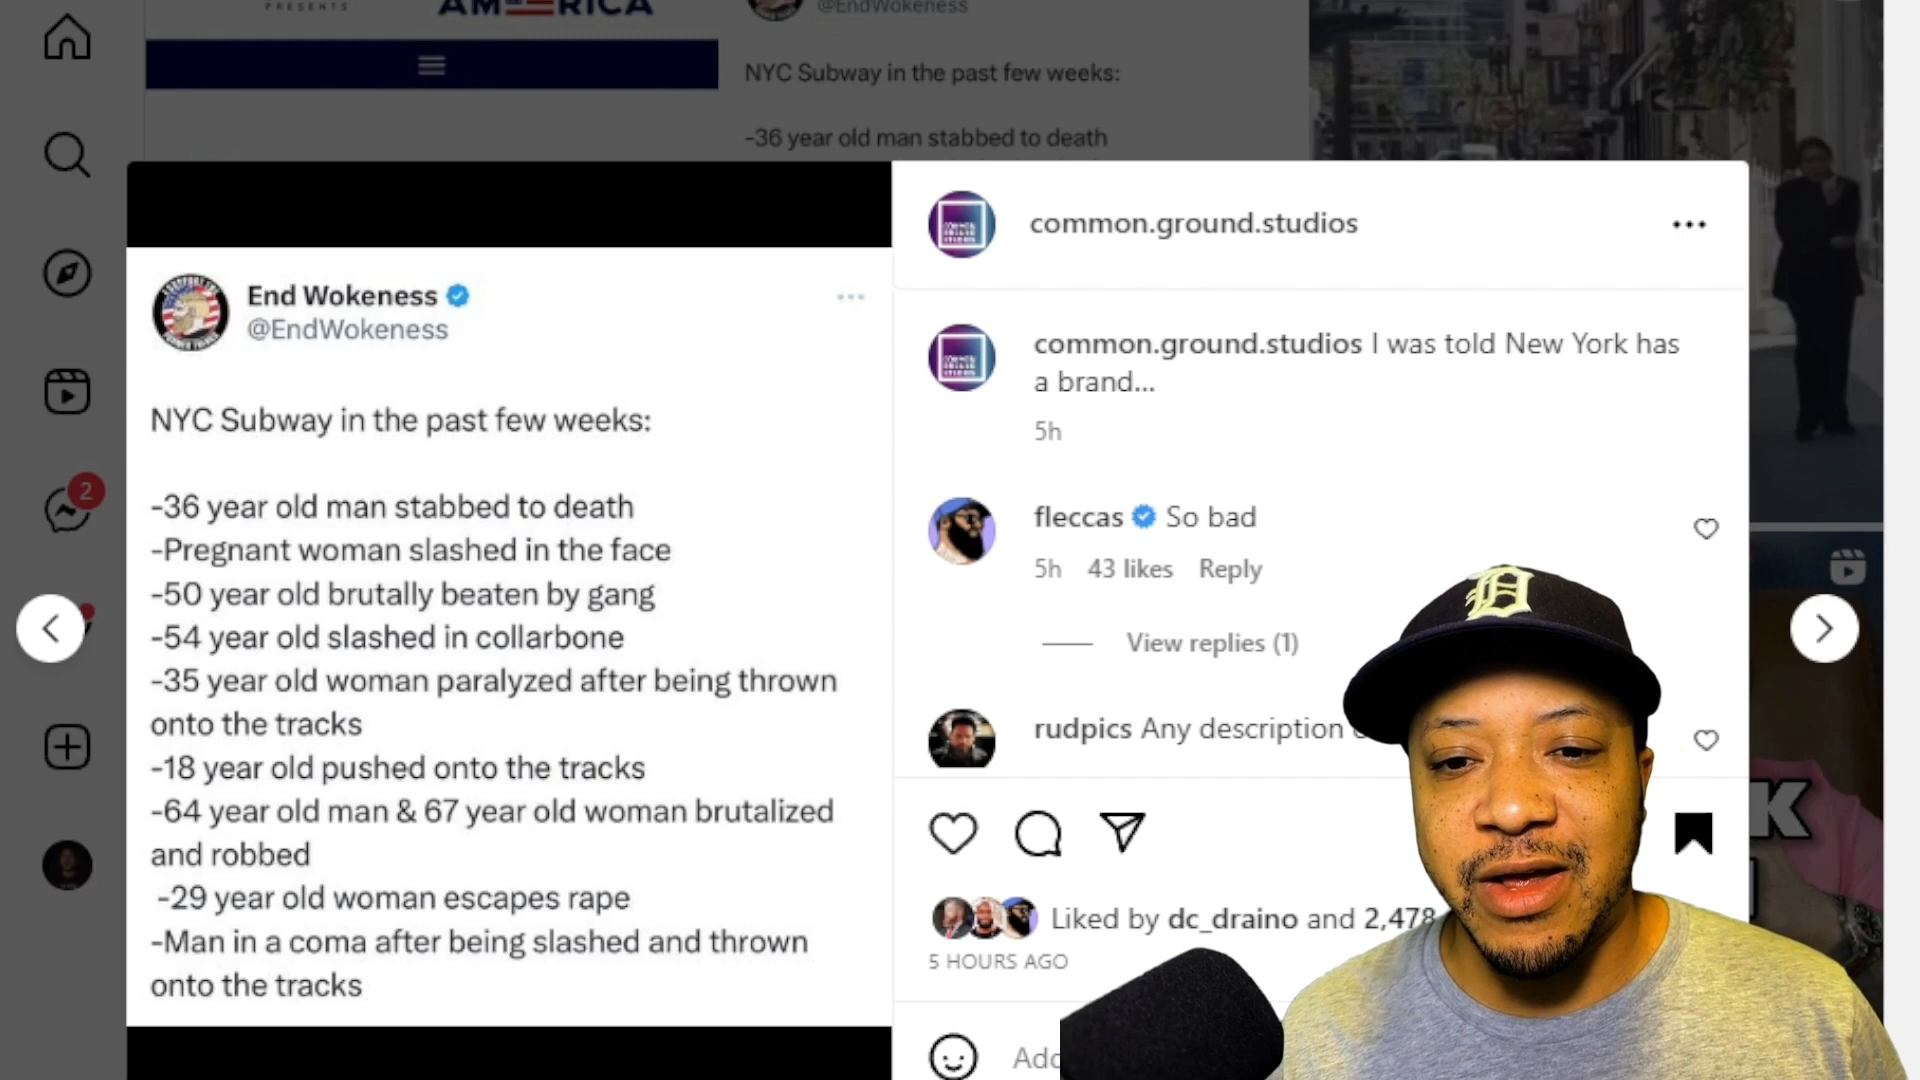 PRESENTS
AMERICA
@EndWokeness
NYC Subway in the past few weeks:
-36 year old man stabbed to death
End Wokeness
@EndWokeness
NYC Subway in the past few weeks:
-36 year old man stabbed to death
-Pregnant woman slashed in the face
-50 year old brutally beaten by gang
-54 year old slashed in collarbone
-35 year old woman paralyzed after being thrown
onto the tracks
-18 year old pushed onto the tracks
-64 year old man & 67 year old woman brutalized
and robbed
-29 year old woman escapes rape
-Man in a coma after being slashed and thrown
onto the tracks
common.ground.studios
common.ground.studios I was told New York has
a brand...
5h
fleccas So bad
5h 43 likes Reply
View replies (1)
rudpics Any description
Liked by dc_draino and 2,478
5 HOURS AGO
2
D
K